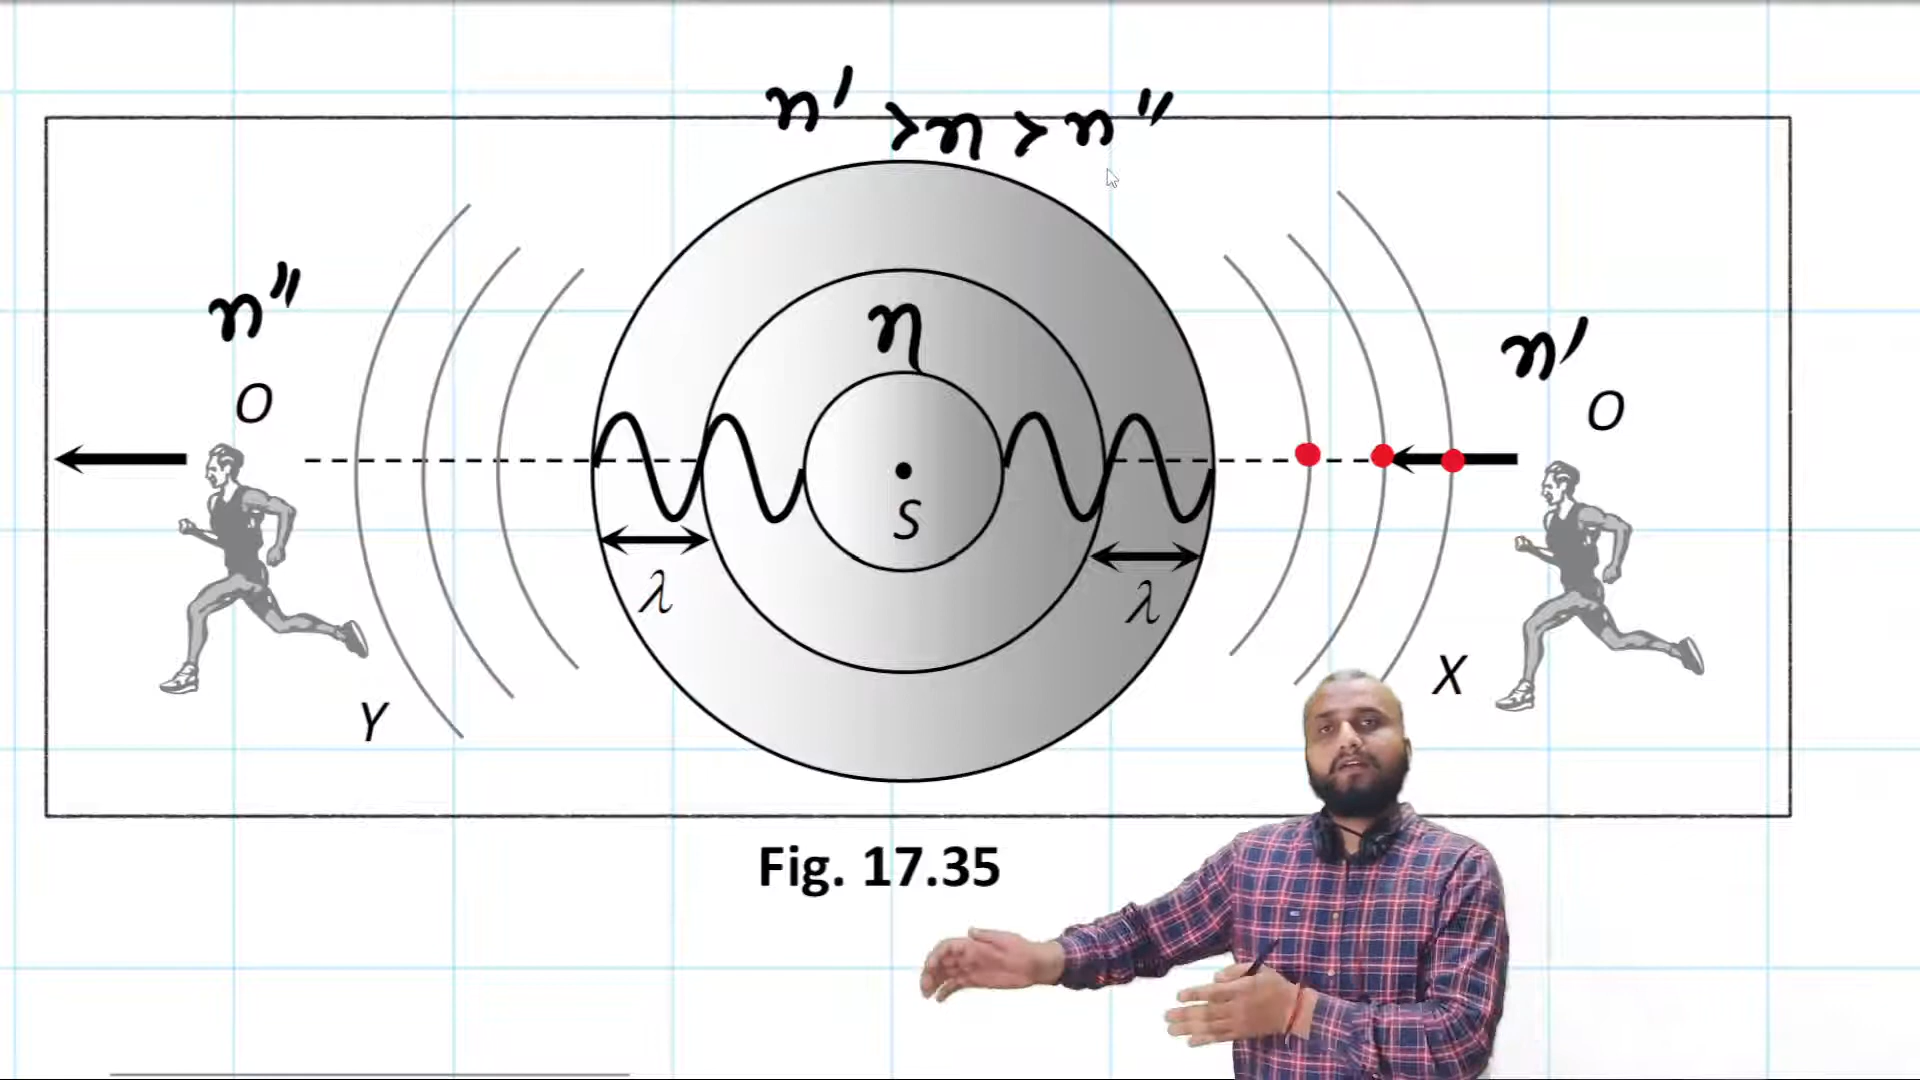 n' > n > n''
n''
n
n'
O
O
S
λ
λ
X
Y
Fig. 17.35